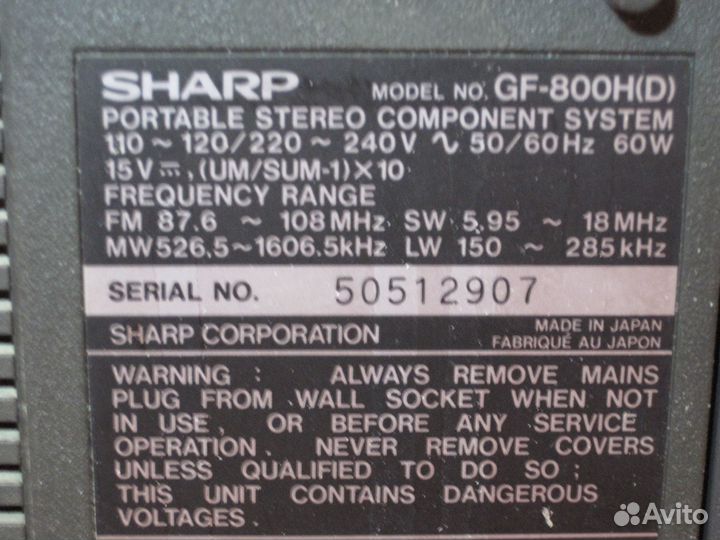 SHARP MODEL NO. GF-800H(D)
PORTABLE STEREO COMPONENT SYSTEM
110 ~ 120/220 ~ 240V ∿ 50/60Hz 60W
15V ⎓, (UM/SUM-1)×10
FREQUENCY RANGE
FM 87.6 ~ 108MHz SW 5.95 ~ 18MHz
MW526.5~1606.5kHz LW 150 ~ 285kHz
SERIAL NO. 50512907
SHARP CORPORATION
MADE IN JAPAN
FABRIQUÉ AU JAPON
WARNING : ALWAYS REMOVE MAINS
PLUG FROM WALL SOCKET WHEN NOT
IN USE, OR BEFORE ANY SERVICE
OPERATION. NEVER REMOVE COVERS
UNLESS QUALIFIED TO DO SO ;
THIS UNIT CONTAINS DANGEROUS
VOLTAGES.
Avito